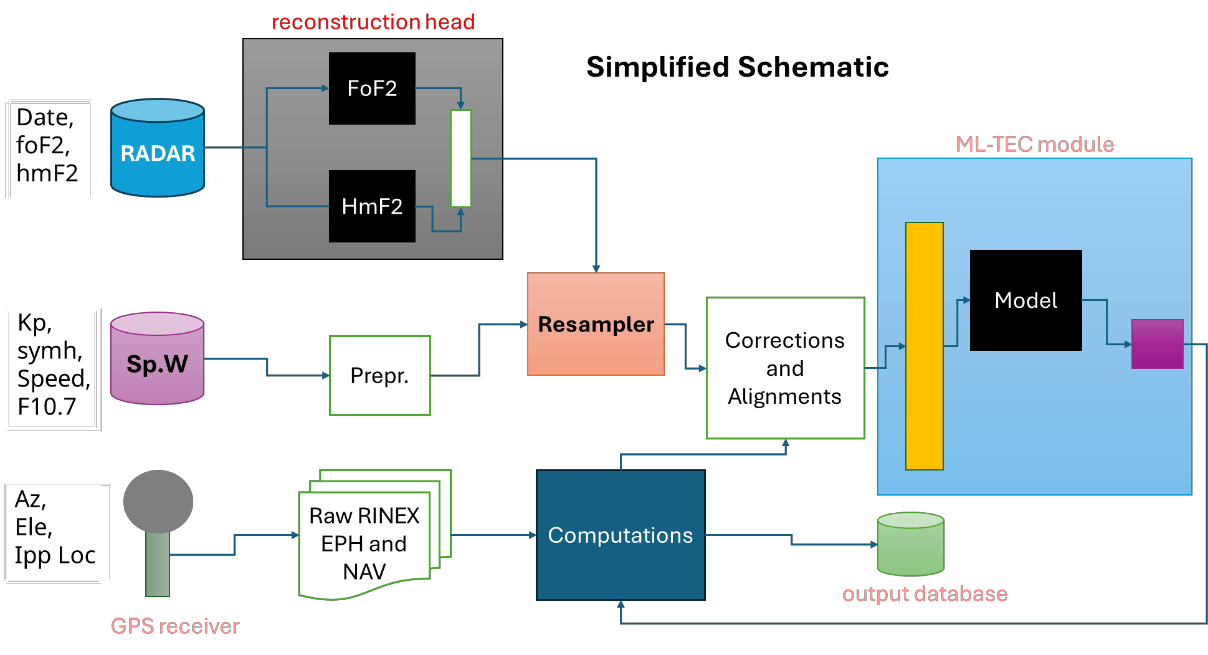 reconstruction head
Simplified Schematic
Date,
foF2,
hmF2
RADAR
FoF2
HmF2
ML-TEC module
Kp,
symh,
Speed,
F10.7
Sp.W
Prepr.
Resampler
Corrections
and
Alignments
Model
Az,
Ele,
Ipp Loc
GPS receiver
Raw RINEX
EPH and
NAV
Computations
output database